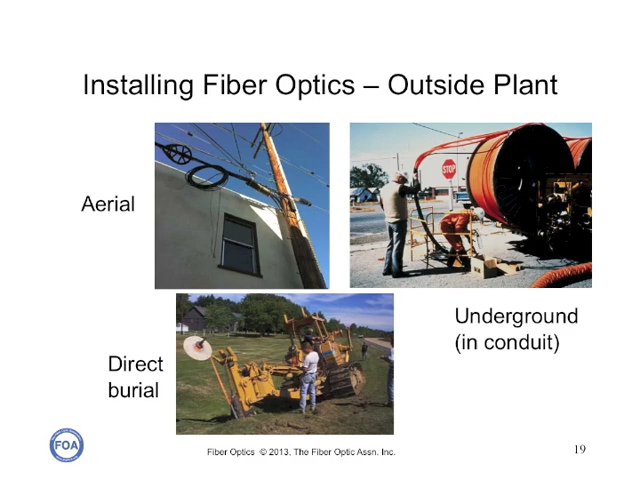 Installing Fiber Optics – Outside Plant
Aerial
STOP
Underground
(in conduit)
Direct
burial
FOA
Fiber Optics © 2013, The Fiber Optic Assn. Inc.
19